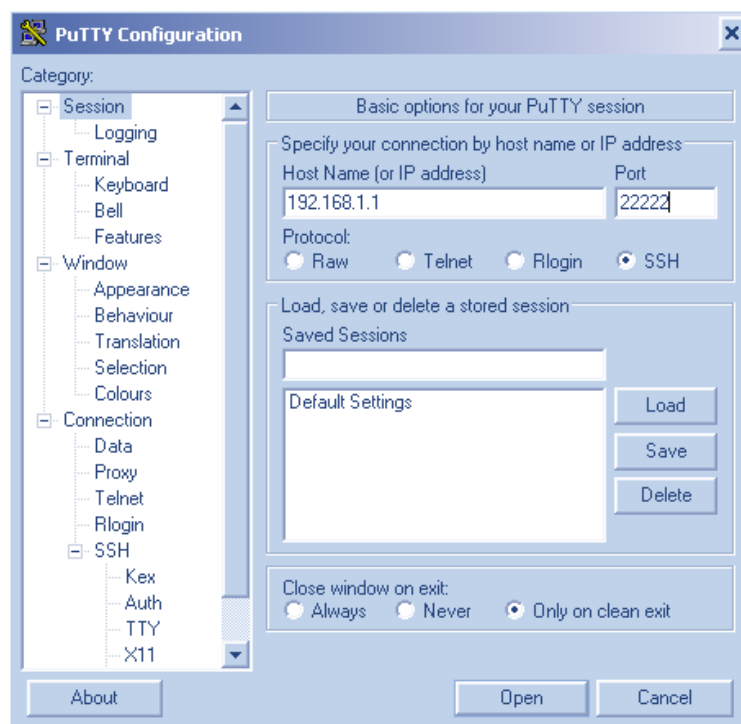 PuTTY Configuration
Category:
Session
Logging
Terminal
Keyboard
Bell
Features
Window
Appearance
Behaviour
Translation
Selection
Colours
Connection
Data
Proxy
Telnet
Rlogin
SSH
Kex
Auth
TTY
X11
Basic options for your PuTTY session
Specify your connection by host name or IP address
Host Name (or IP address) Port
192.168.1.1 22222
Protocol:
Raw Telnet Rlogin SSH
Load, save or delete a stored session
Saved Sessions
Default Settings
Load
Save
Delete
Close window on exit:
Always Never Only on clean exit
About Open Cancel